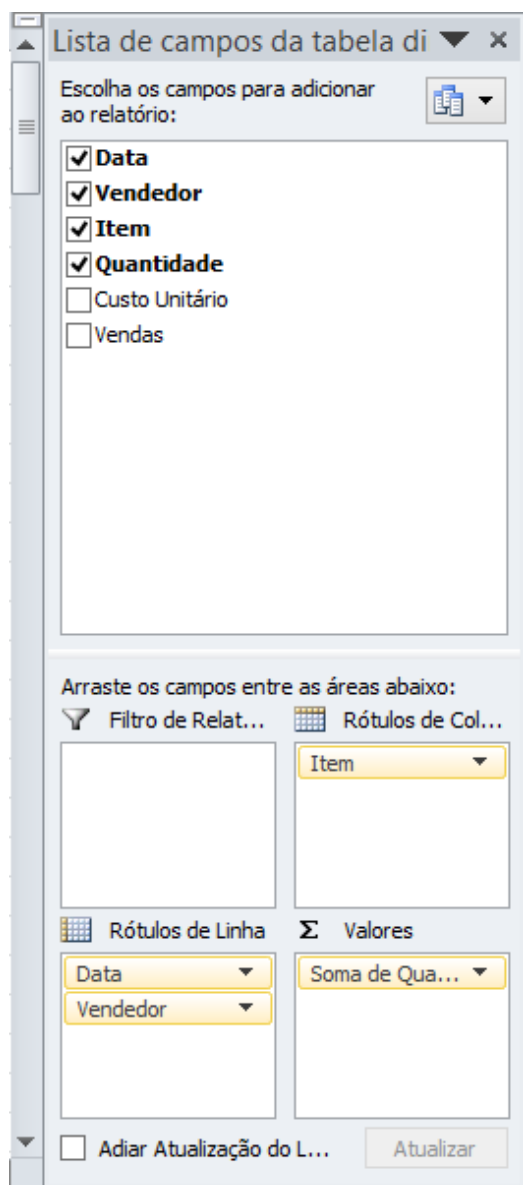 Lista de campos da tabela di
Escolha os campos para adicionar
ao relatório:
Data
Vendedor
Item
Quantidade
Custo Unitário
Vendas
Arraste os campos entre as áreas abaixo:
Filtro de Relat... Rótulos de Col...
Item
Rótulos de Linha Σ Valores
Data Soma de Qua...
Vendedor
Adiar Atualização do L... Atualizar